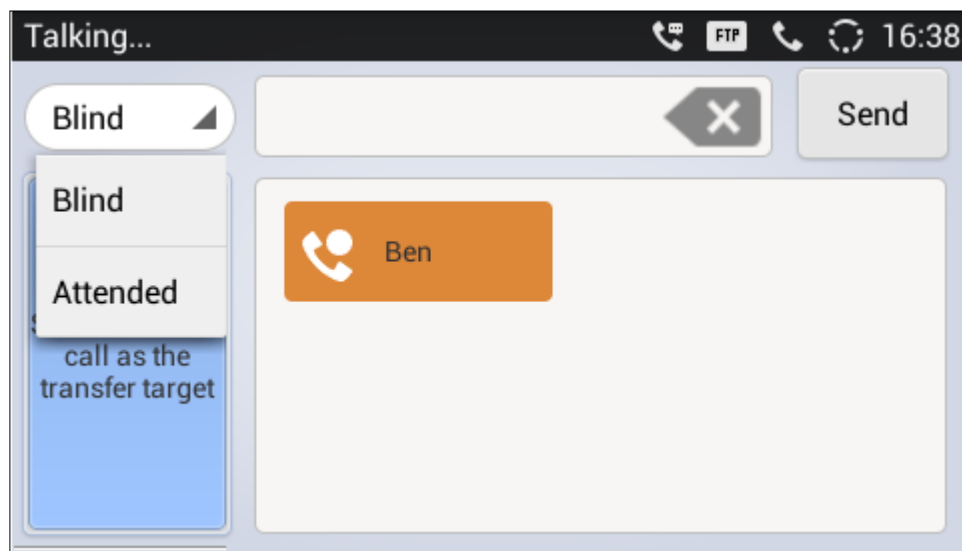 Talking...
FTP
16:38
Blind
Send
Blind
Attended
Ben
call as the
transfer target